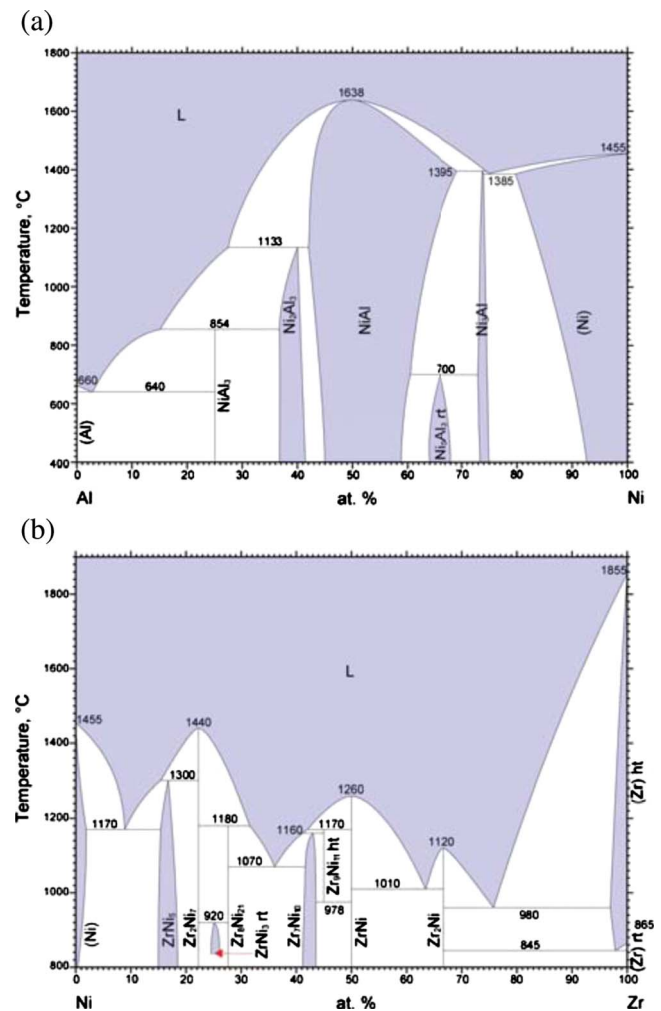 (a)
1800
1600
1400
1200
1000
800
600
400
Temperature, °C
L
1638
1455
1395
1385
1133
854
700
660
640
(Al)
NiAl₃
Ni₂Al₃
NiAl
Ni₅Al₃ rt
Ni₃Al
(Ni)
0 10 20 30 40 50 60 70 80 90 100
Al at. % Ni
(b)
1800
1600
1400
1200
1000
800
Temperature, °C
1855
L
1455
1440
1300
1260
1180
1170
1160
1170
1120
1070
1010
980
978
920
865
845
(Ni)
ZrNi₅
Zr₂Ni₇
Zr₈Ni₂₁
ZrNi₃ rt
Zr₇Ni₁₀
Zr₉Ni₁₁ ht
ZrNi
Zr₂Ni
(Zr) ht
(Zr) rt
0 10 20 30 40 50 60 70 80 90 100
Ni at. % Zr